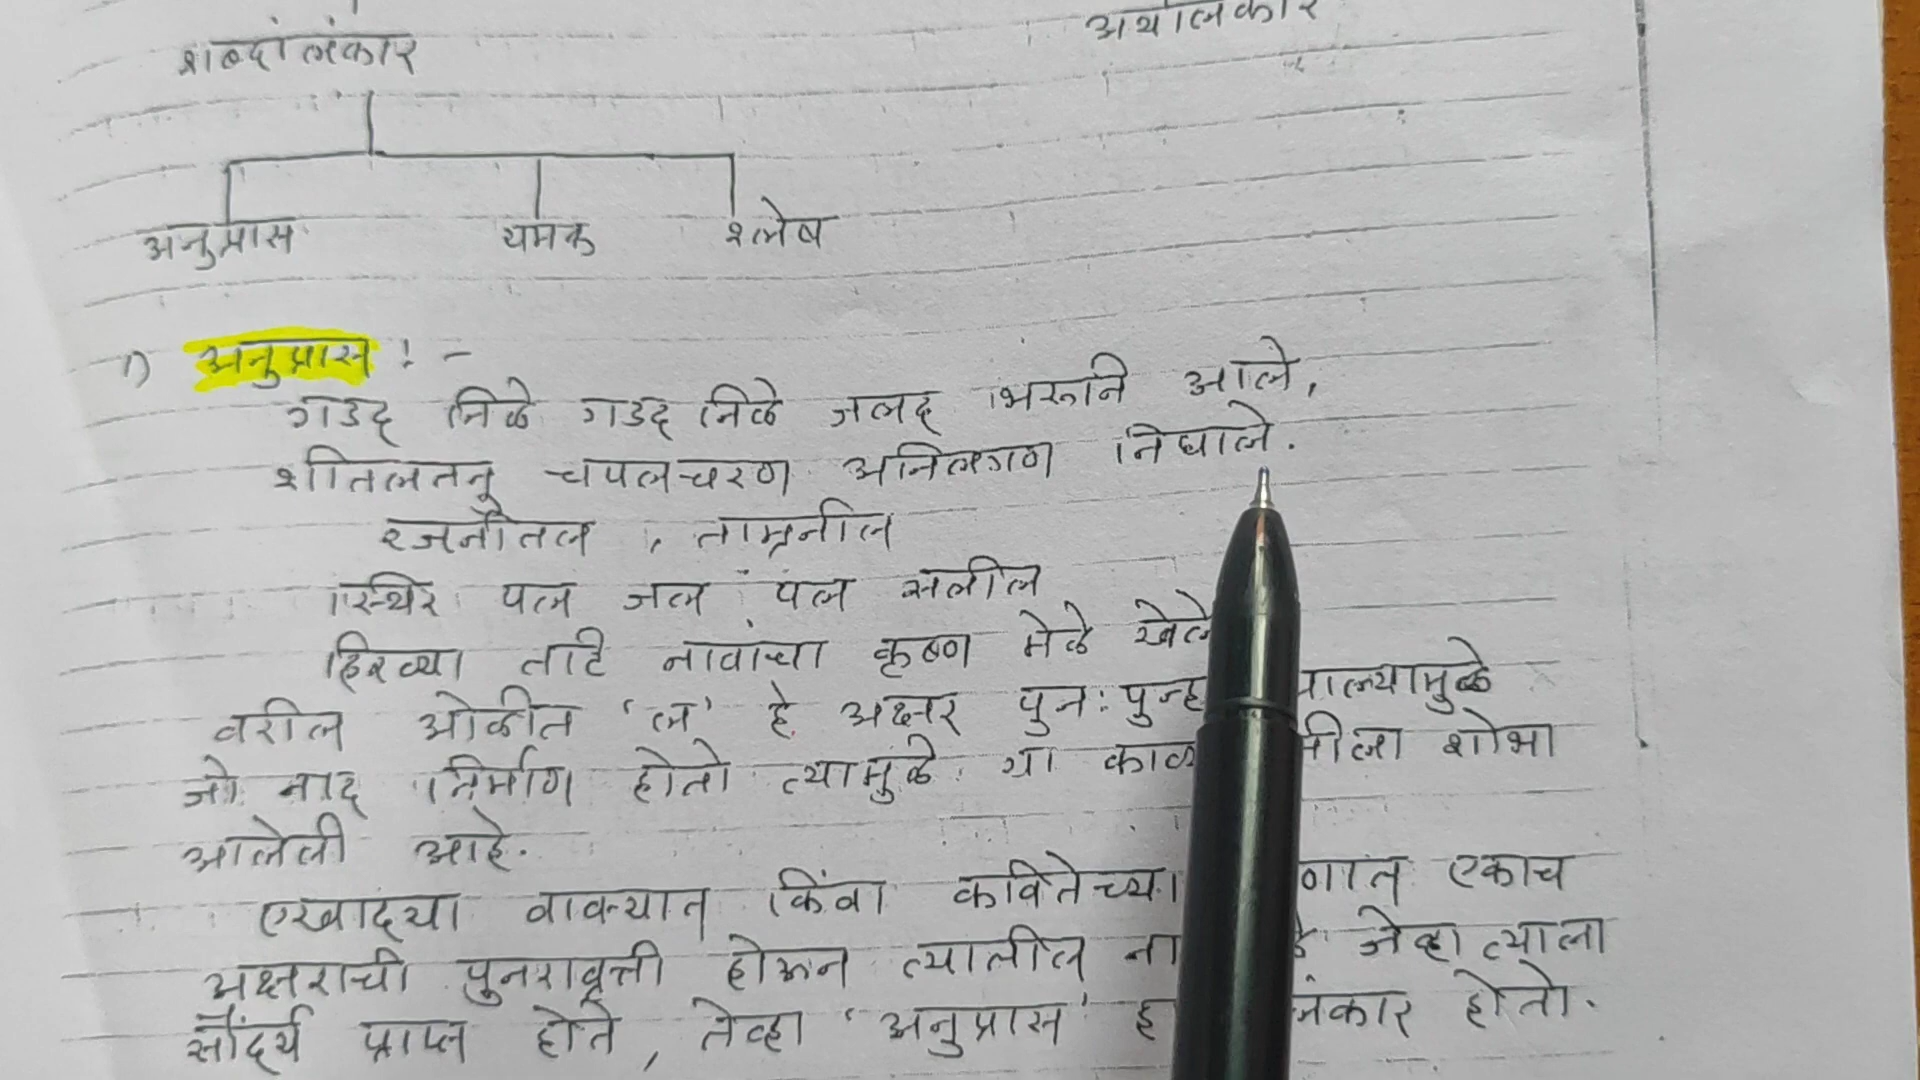 शब्दांलंकार
अर्थालंकार
अनुप्रास यमक श्लेष
1) अनुप्रास : -
गडद निळे गडद निळे जलद भरुनि आले,
शीतलतनु चपलचरण अनिलगण निघाले.
रजनीतल, ताम्रनील
स्थिर पल जल पल सलील
हिरव्या तटि नावांचा कृष्ण मेळे खेळे
वरील ओळीत 'ल' हे अक्षर पुनःपुन्हा
जो नाद निर्माण होतो त्यामुळे या शोभा
आलेली आहे.
एखाद्या वाक्यात किंवा कवितेच्या एकाच
अक्षराची पुनरावृत्ती होऊन त्यातील जेव्हा त्याला
सौंदर्य प्राप्त होते, तेव्हा 'अनुप्रास' होतो.